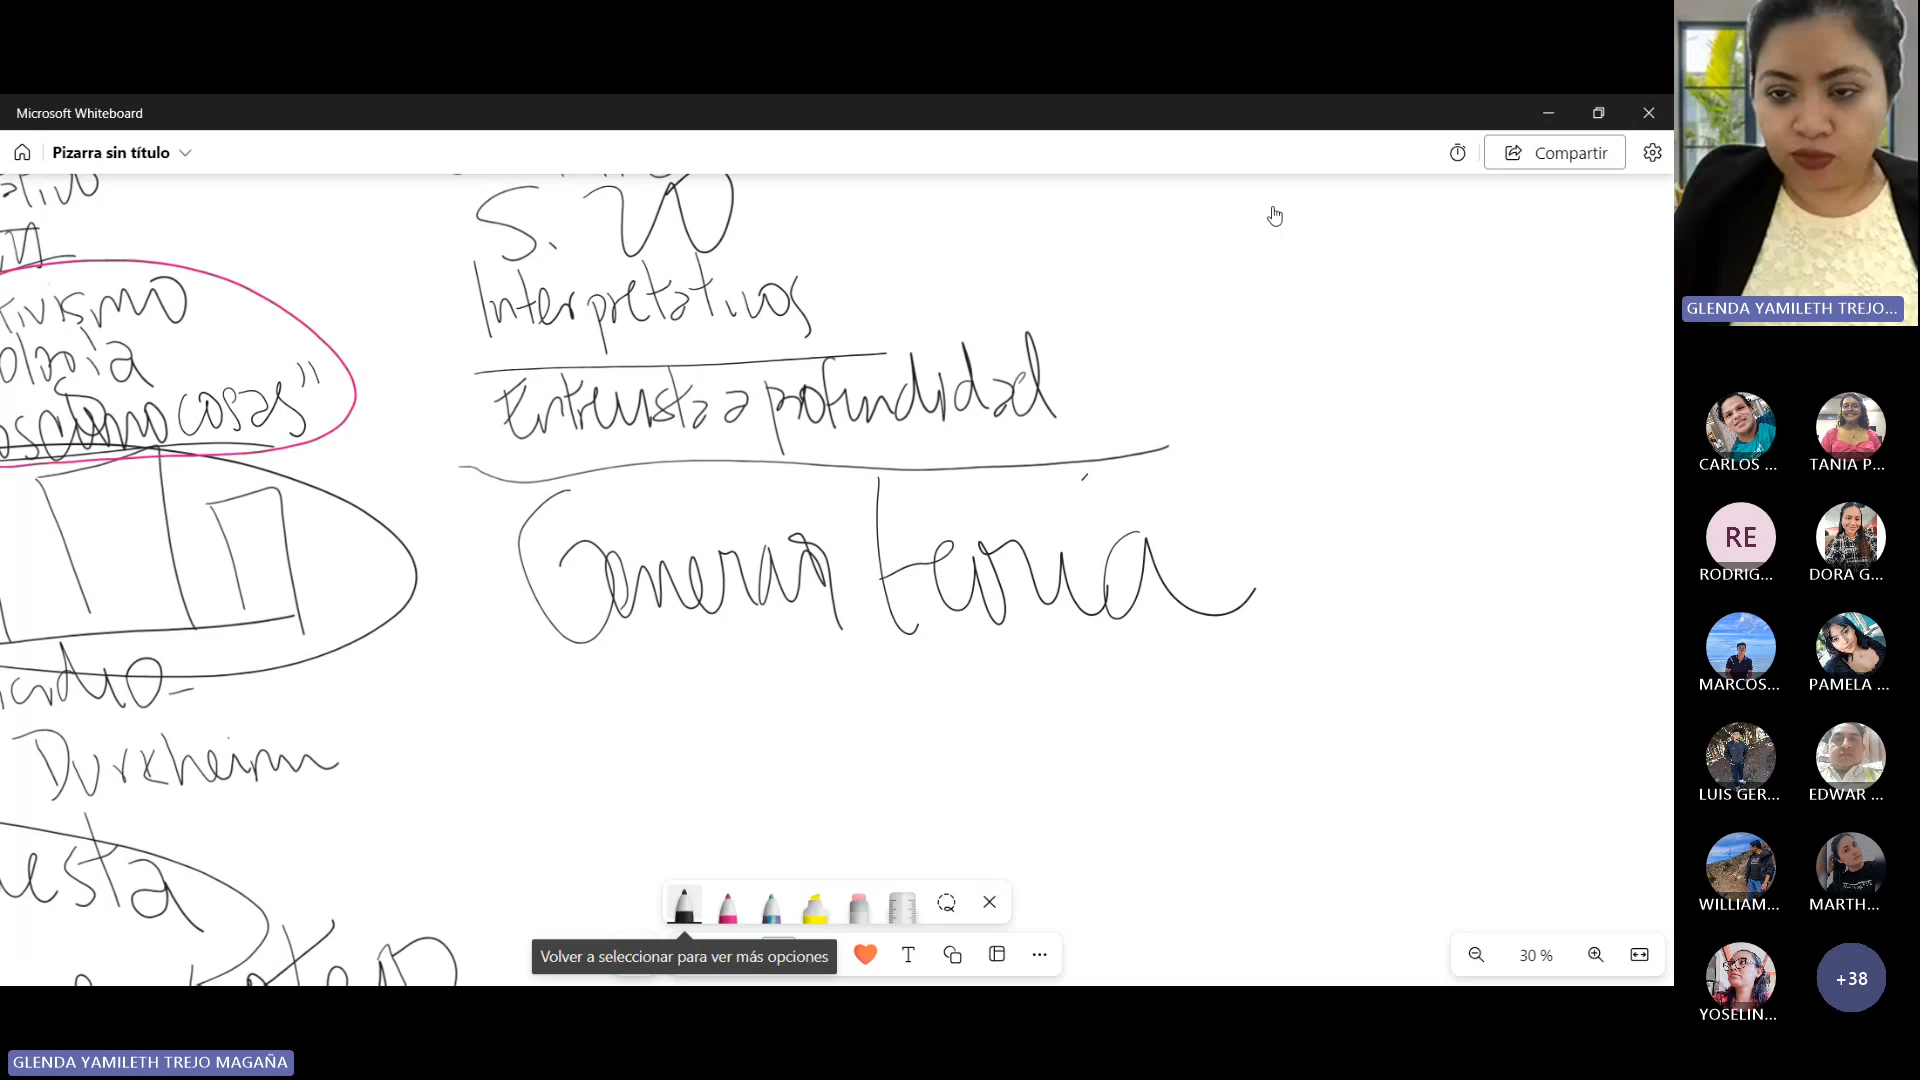 Microsoft Whiteboard
Pizarra sin título
Compartir
S. 20
Interpretativos
Entrevista a profundidad
Generar teoría
cosas"
Durkheim
Volver a seleccionar para ver más opciones
T
30 %
GLENDA YAMILETH TREJO...
CARLOS ...
TANIA P...
RE
RODRIG...
DORA G...
MARCOS...
PAMELA ...
LUIS GER...
EDWAR ...
WILLIAM...
MARTH...
YOSELIN...
+38
GLENDA YAMILETH TREJO MAGAÑA